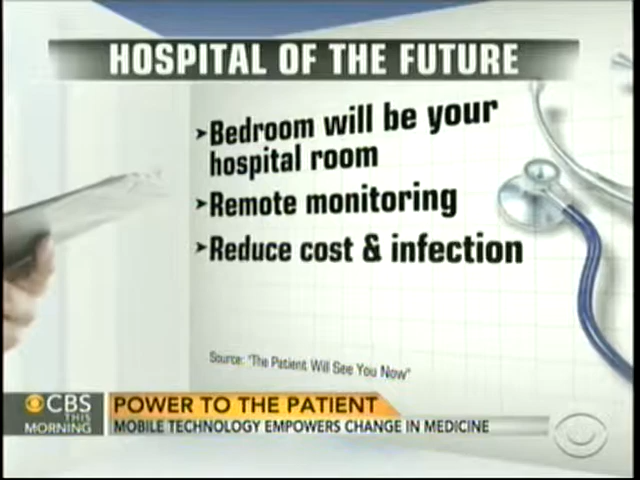 HOSPITAL OF THE FUTURE
➢Bedroom will be your
hospital room
➢Remote monitoring
➢Reduce cost & infection
Source: "The Patient Will See You Now"
CBS
THIS
MORNING
POWER TO THE PATIENT
MOBILE TECHNOLOGY EMPOWERS CHANGE IN MEDICINE